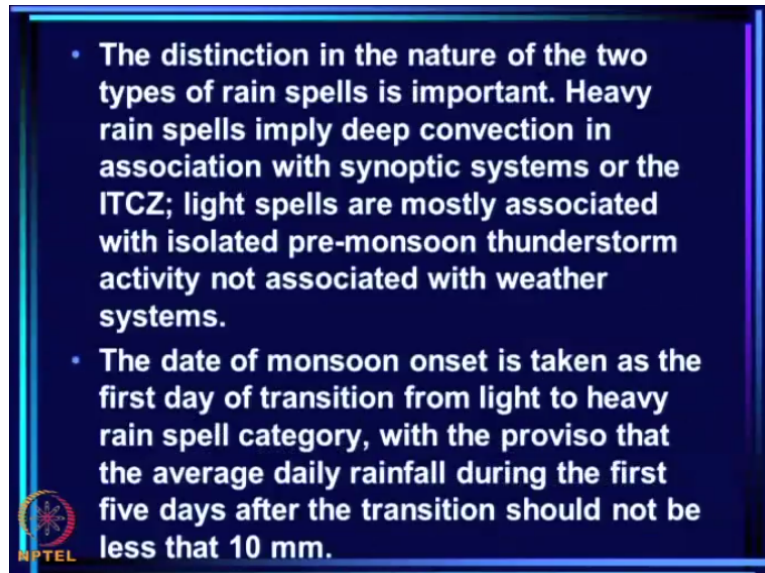 • The distinction in the nature of the two
types of rain spells is important. Heavy
rain spells imply deep convection in
association with synoptic systems or the
ITCZ; light spells are mostly associated
with isolated pre-monsoon thunderstorm
activity not associated with weather
systems.
• The date of monsoon onset is taken as the
first day of transition from light to heavy
rain spell category, with the proviso that
the average daily rainfall during the first
five days after the transition should not be
less that 10 mm.
NPTEL